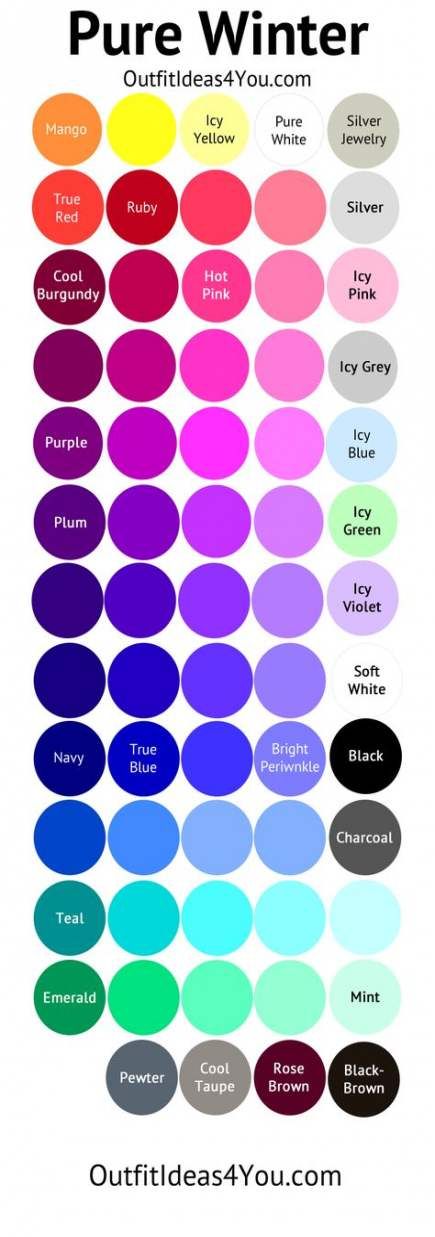 Pure Winter
OutfitIdeas4You.com
Mango
Icy
Yellow
Pure
White
Silver
Jewelry
True
Red
Ruby
Silver
Cool
Burgundy
Hot
Pink
Icy
Pink
Icy Grey
Purple
Icy
Blue
Plum
Icy
Green
Icy
Violet
Soft
White
Navy
True
Blue
Bright
Periwnkle
Black
Charcoal
Teal
Emerald
Mint
Pewter
Cool
Taupe
Rose
Brown
Black-
Brown
OutfitIdeas4You.com